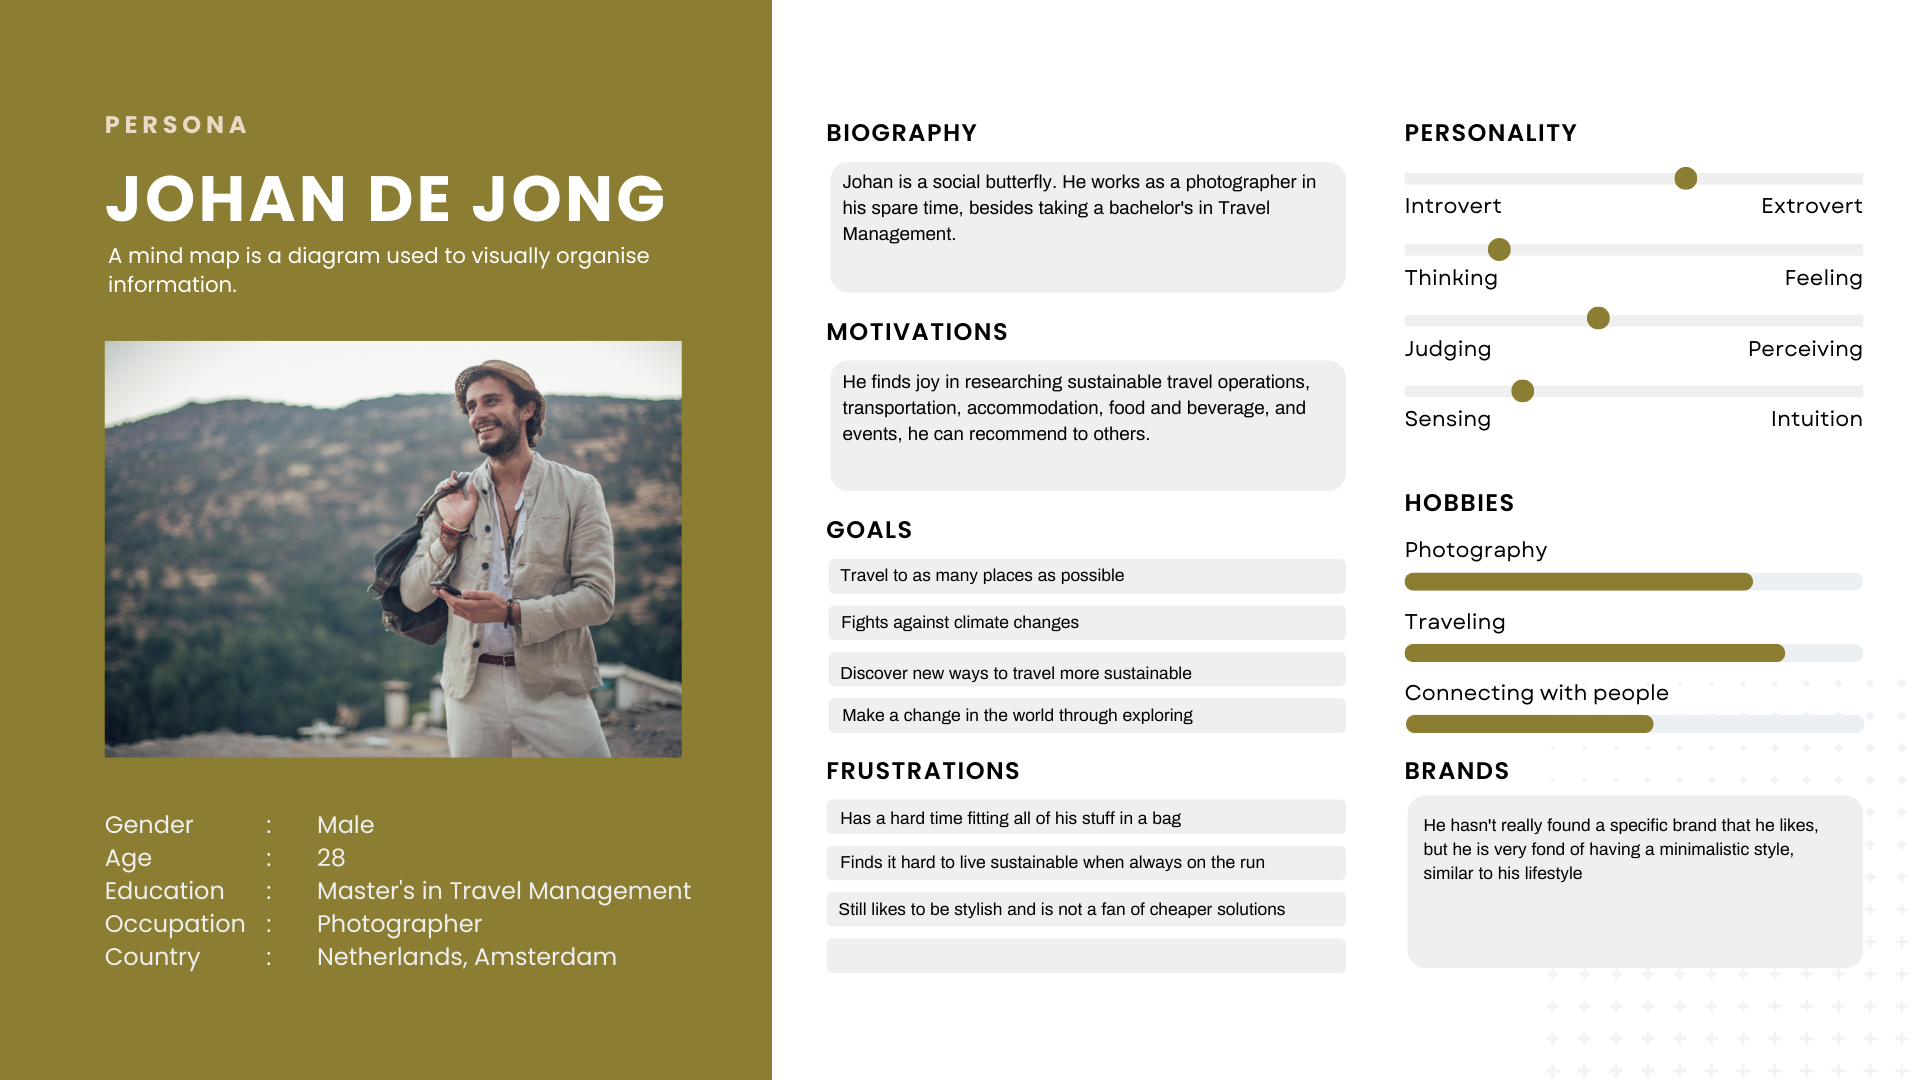 PERSONA
JOHAN DE JONG
A mind map is a diagram used to visually organise
information.
Gender : Male
Age : 28
Education : Master's in Travel Management
Occupation : Photographer
Country : Netherlands, Amsterdam
BIOGRAPHY
Johan is a social butterfly. He works as a photographer in
his spare time, besides taking a bachelor's in Travel
Management.
MOTIVATIONS
He finds joy in researching sustainable travel operations,
transportation, accommodation, food and beverage, and
events, he can recommend to others.
GOALS
Travel to as many places as possible
Fights against climate changes
Discover new ways to travel more sustainable
Make a change in the world through exploring
FRUSTRATIONS
Has a hard time fitting all of his stuff in a bag
Finds it hard to live sustainable when always on the run
Still likes to be stylish and is not a fan of cheaper solutions
PERSONALITY
Introvert Extrovert
Thinking Feeling
Judging Perceiving
Sensing Intuition
HOBBIES
Photography
Traveling
Connecting with people
BRANDS
He hasn't really found a specific brand that he likes,
but he is very fond of having a minimalistic style,
similar to his lifestyle